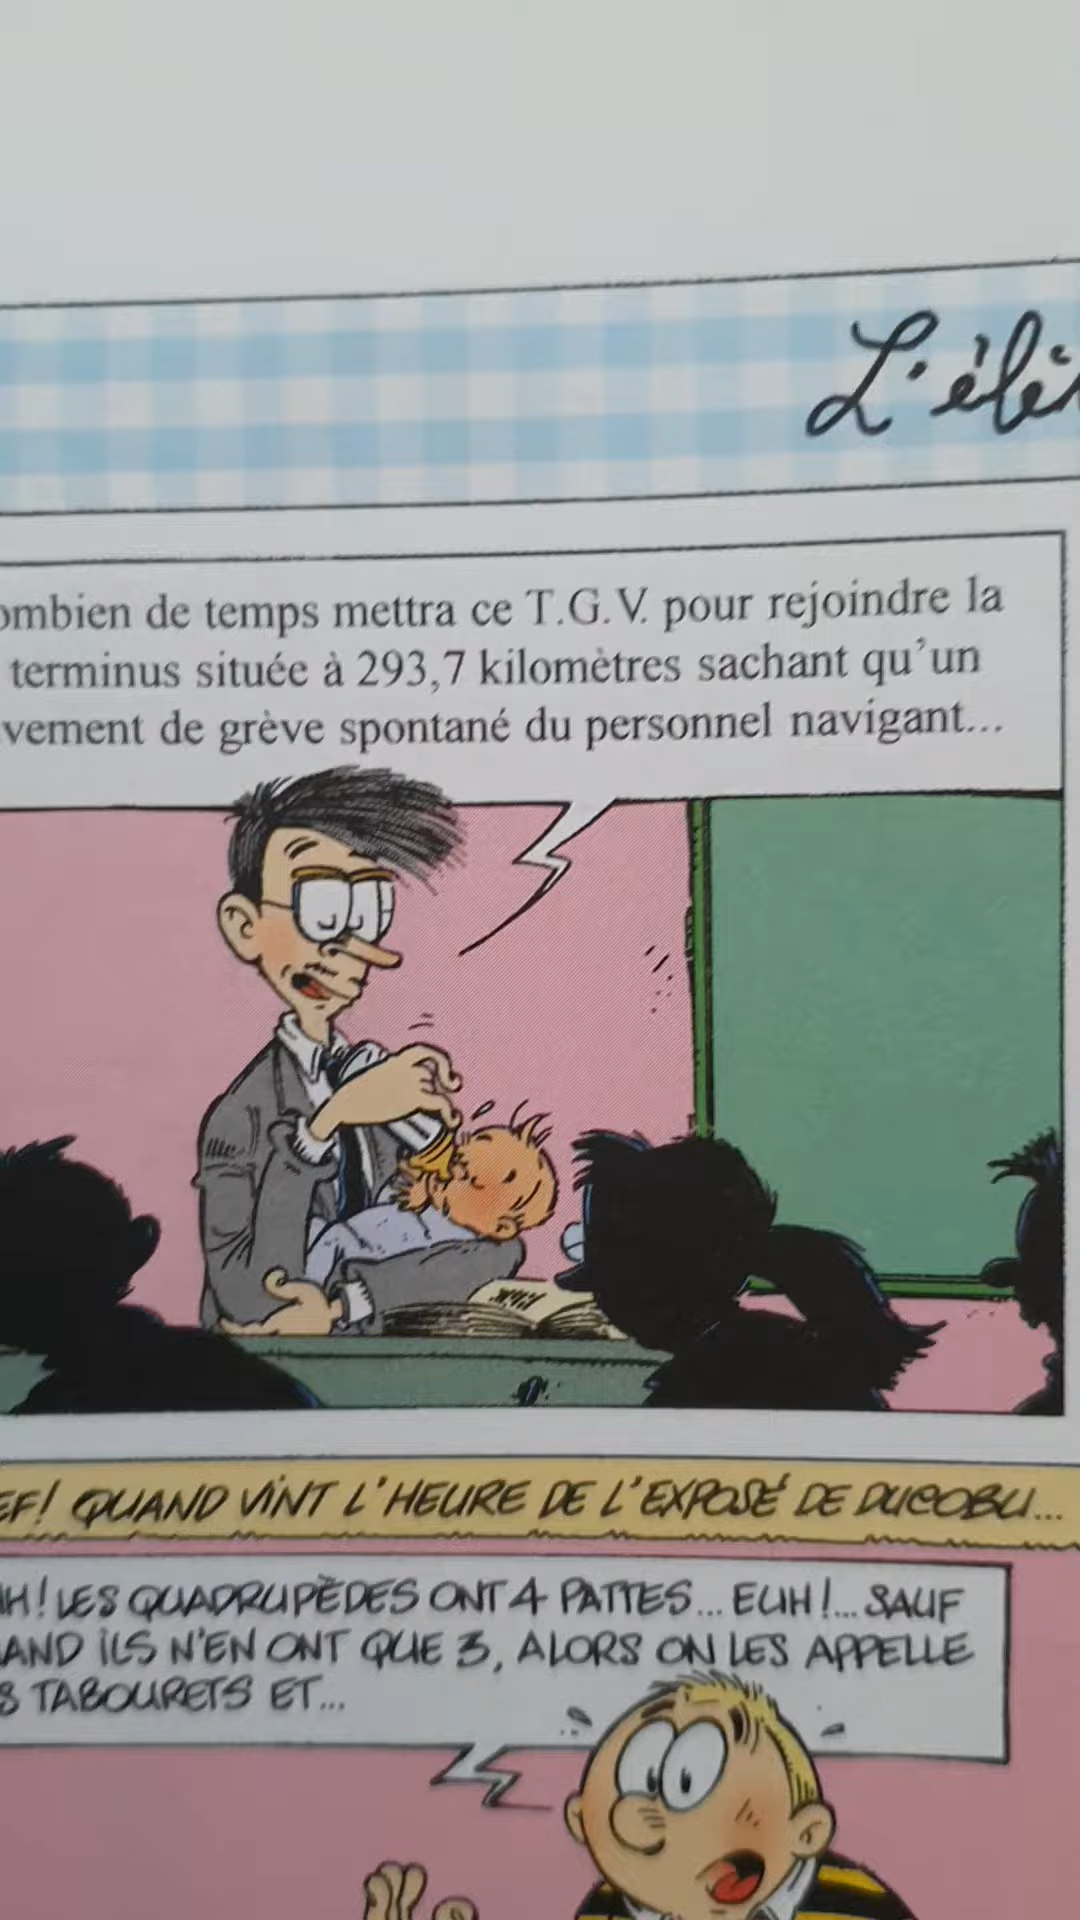 L'élè
ombien de temps mettra ce T.G.V. pour rejoindre la
terminus située à 293,7 kilomètres sachant qu'un
vement de grève spontané du personnel navigant...
EF! QUAND VINT L'HEURE DE L'EXPOSÉ DE DUCOBU...
H! LES QUADRUPÈDES ONT 4 PATTES... EUH!... SAUF
AND ILS N'EN ONT QUE 3, ALORS ON LES APPELLE
S TABOURETS ET...